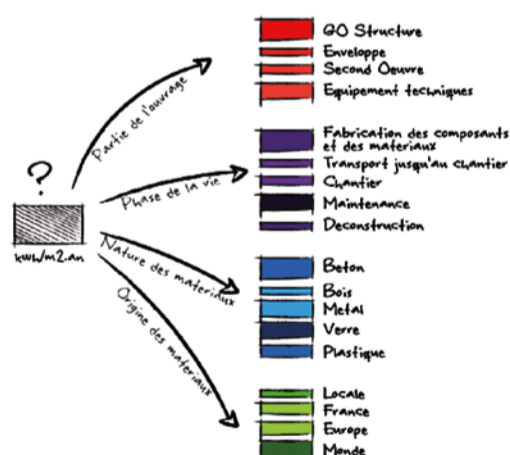 ?
kwh/m2.an
Partie de l'ouvrage
GO Structure
Enveloppe
Second Oeuvre
Equipement techniques
Phase de la vie
Fabrication des composants
et des materiaux
Transport jusqu'au chantier
Chantier
Maintenance
Deconstruction
Nature des materiaux
Beton
Bois
Metal
Verre
Plastique
Origine des materiaux
Locale
France
Europe
Monde